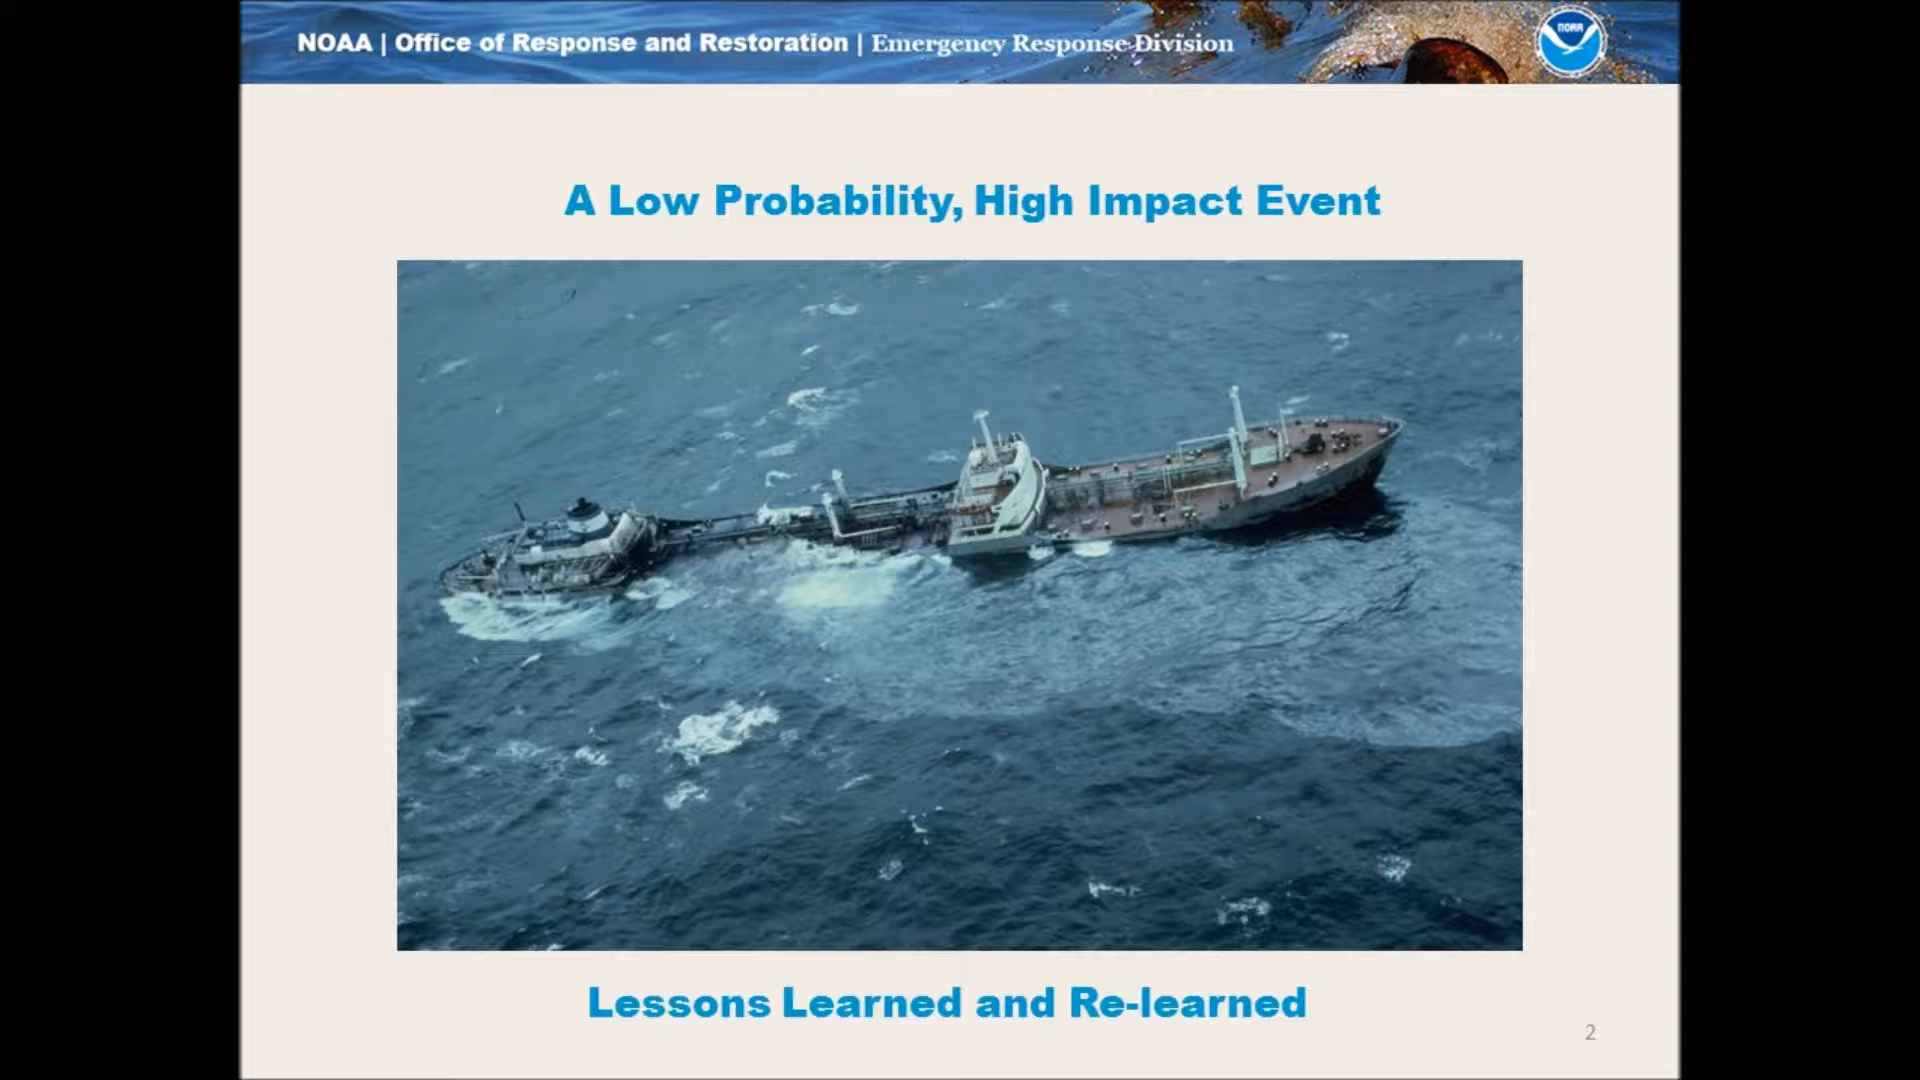 NOAA | Office of Response and Restoration | Emergency Response Division
NOAA
A Low Probability, High Impact Event
Lessons Learned and Re-learned
2